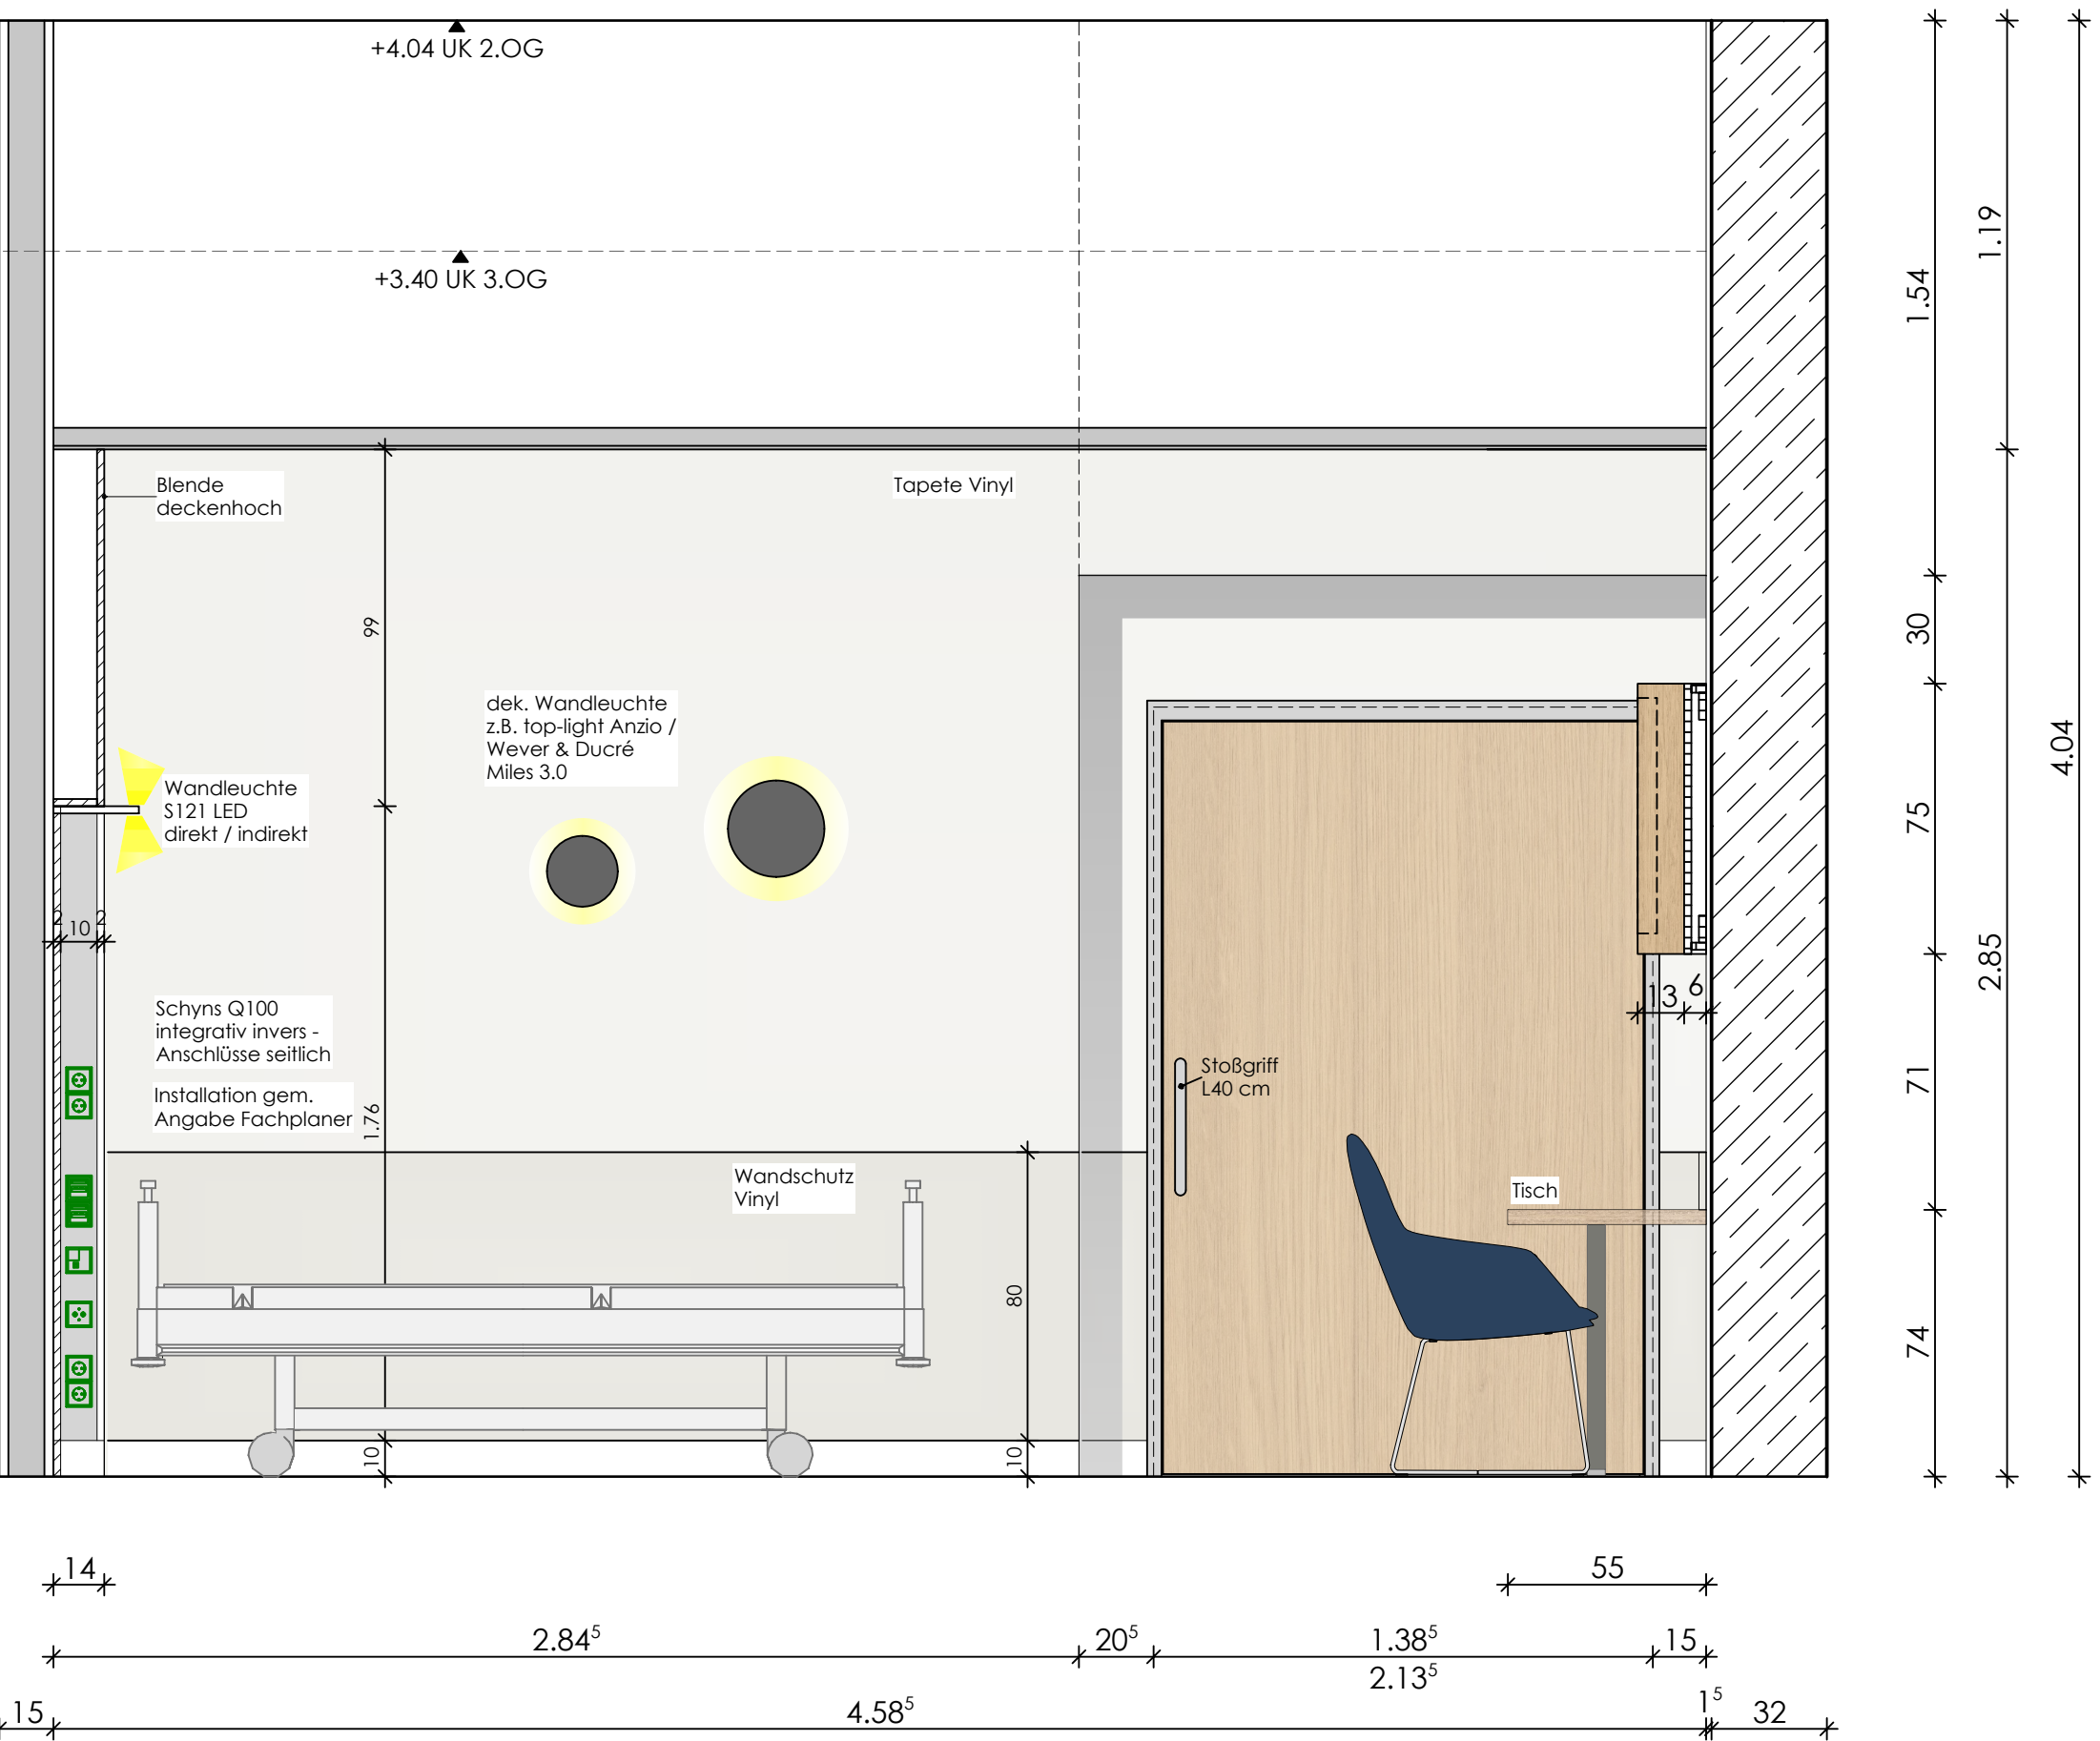 +4.04 UK 2.OG
+3.40 UK 3.OG
1.19
1.54
Blende
deckenhoch
Tapete Vinyl
99
30
dek. Wandleuchte
z.B. top-light Anzio /
Wever & Ducré
Miles 3.0
4.04
Wandleuchte
S121 LED
direkt / indirekt
75
2
10
2
2.85
13
6
Schyns Q100
integrativ invers -
Anschlüsse seitlich
Installation gem.
Angabe Fachplaner
1.76
Stoßgriff
L40 cm
71
Wandschutz
Vinyl
Tisch
80
74
10
10
14
55
2.84⁵
20⁵
1.38⁵
15
2.13⁵
15
4.58⁵
1⁵
32